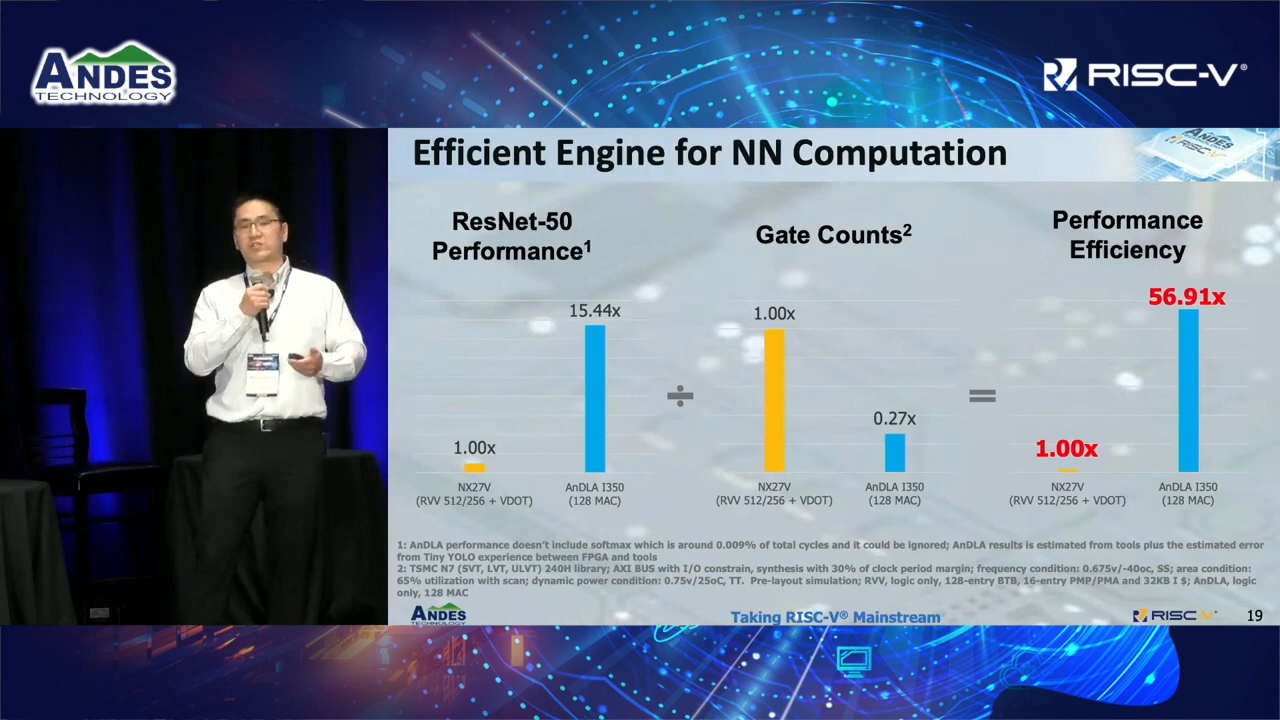 ANDES
TECHNOLOGY
RISC-V®
Efficient Engine for NN Computation
ANDES
RISC-V
ResNet-50
Performance1
15.44x
1.00x
NX27V
(RVV 512/256 + VDOT)
AnDLA I350
(128 MAC)
÷
Gate Counts2
1.00x
0.27x
NX27V
(RVV 512/256 + VDOT)
AnDLA I350
(128 MAC)
=
Performance
Efficiency
56.91x
1.00x
NX27V
(RVV 512/256 + VDOT)
AnDLA I350
(128 MAC)
1: AnDLA performance doesn't include softmax which is around 0.009% of total cycles and it could be ignored; AnDLA results is estimated from tools plus the estimated error
from Tiny YOLO experience between FPGA and tools
2: TSMC N7 (SVT, LVT, ULVT) 240H library; AXI BUS with I/O constrain, synthesis with 30% of clock period margin; frequency condition: 0.675v/-40oc, SS; area condition:
65% utilization with scan; dynamic power condition: 0.75v/25oC, TT. Pre-layout simulation; RVV, logic only, 128-entry BTB, 16-entry PMP/PMA and 32KB I $; AnDLA, logic
only, 128 MAC
ANDES
TECHNOLOGY
Taking RISC-V® Mainstream
RISC-V
19